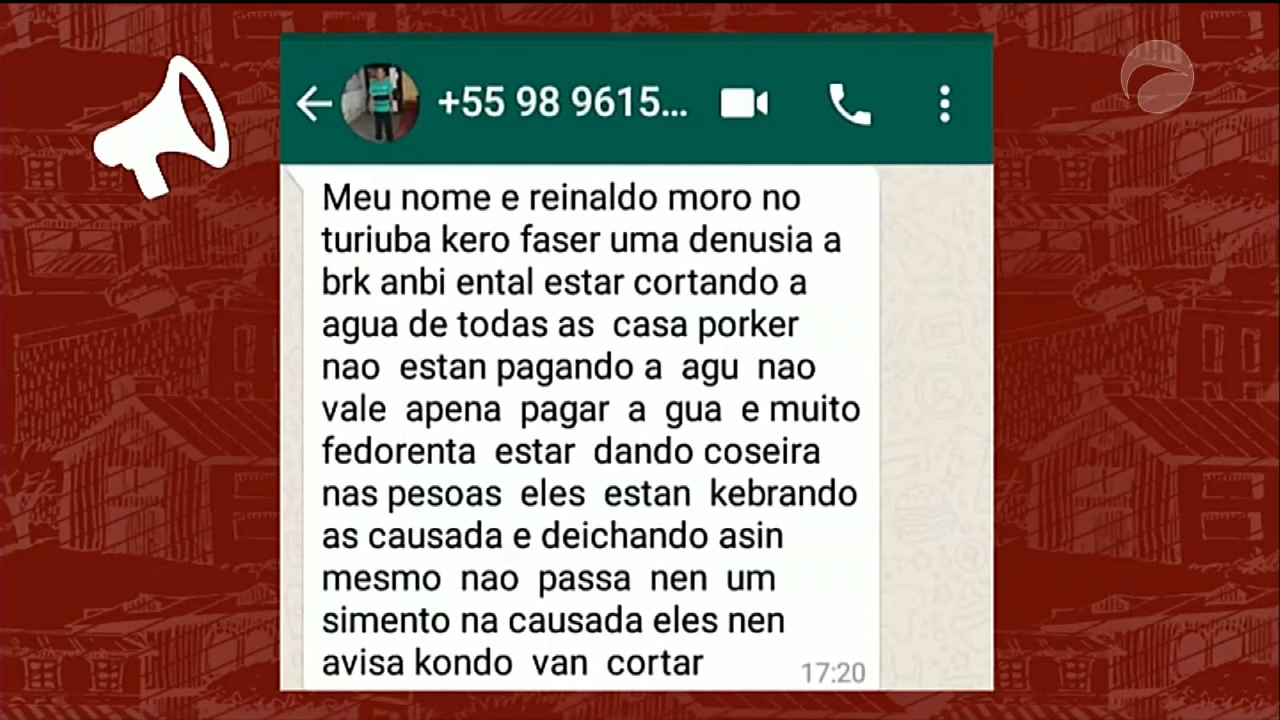 +55 98 9615...
Meu nome e reinaldo moro no
turiuba kero faser uma denusia a
brk anbi ental estar cortando a
agua de todas as casa porker
nao estan pagando a agu nao
vale apena pagar a gua e muito
fedorenta estar dando coseira
nas pesoas eles estan kebrando
as causada e deichando asin
mesmo nao passa nen um
simento na causada eles nen
avisa kondo van cortar
17:20